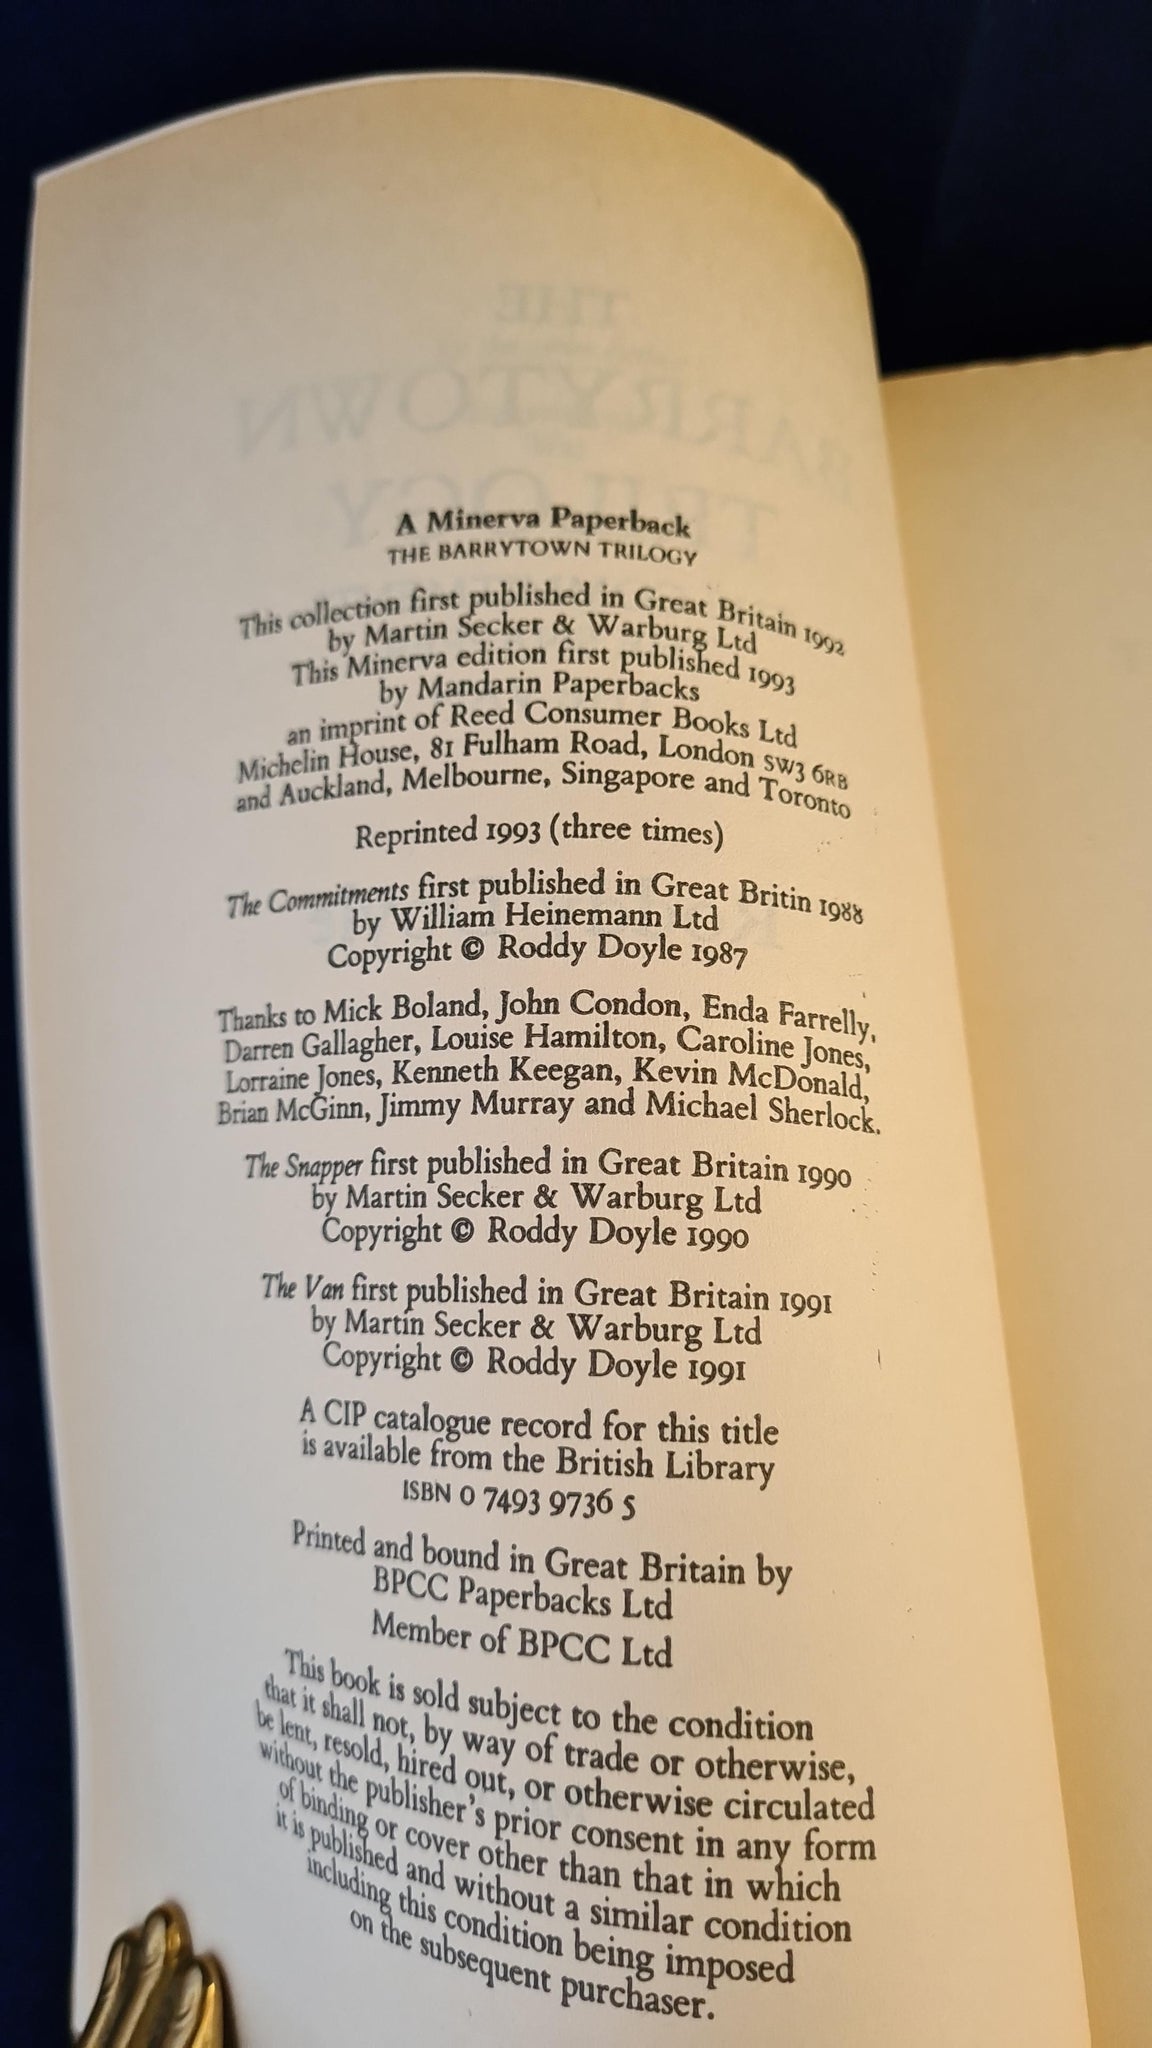 A Minerva Paperback
THE BARRYTOWN TRILOGY
This collection first published in Great Britain 1992
by Martin Secker & Warburg Ltd
This Minerva edition first published 1993
by Mandarin Paperbacks
an imprint of Reed Consumer Books Ltd
Michelin House, 81 Fulham Road, London SW3 6RB
and Auckland, Melbourne, Singapore and Toronto
Reprinted 1993 (three times)
The Commitments first published in Great Britin 1988
by William Heinemann Ltd
Copyright © Roddy Doyle 1987
Thanks to Mick Boland, John Condon, Enda Farrelly,
Darren Gallagher, Louise Hamilton, Caroline Jones,
Lorraine Jones, Kenneth Keegan, Kevin McDonald,
Brian McGinn, Jimmy Murray and Michael Sherlock.
The Snapper first published in Great Britain 1990
by Martin Secker & Warburg Ltd
Copyright © Roddy Doyle 1990
The Van first published in Great Britain 1991
by Martin Secker & Warburg Ltd
Copyright © Roddy Doyle 1991
A CIP catalogue record for this title
is available from the British Library
ISBN 0 7493 9736 5
Printed and bound in Great Britain by
BPCC Paperbacks Ltd
Member of BPCC Ltd
This book is sold subject to the condition
that it shall not, by way of trade or otherwise,
be lent, resold, hired out, or otherwise circulated
without the publisher's prior consent in any form
of binding or cover other than that in which
it is published and without a similar condition
including this condition being imposed
on the subsequent purchaser.